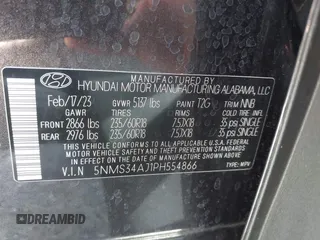 MANUFACTURED BY
HYUNDAI MOTOR MANUFACTURING ALABAMA, LLC
Feb/17/23 GVWR 5137 lbs PAINT T2G TRIM NNB
GAWR TIRES RIMS COLD TIRE INFL
FRONT 2866 lbs 235/60R18 7.5JX18 35 psi SINGLE
REAR 2976 lbs 235/60R18 7.5JX18 35 psi SINGLE
THIS VEHICLE CONFORMS TO ALL APPLICABLE U.S.A FEDERAL
MOTOR VEHICLE SAFETY AND THEFT PREVENTION
STANDARDS IN EFFECT ON THE DATE OF MANUFACTURE SHOWN ABOVE.
V.I.N 5NMS34AJ1PH554866 TYPE: MPV
DREAMBID